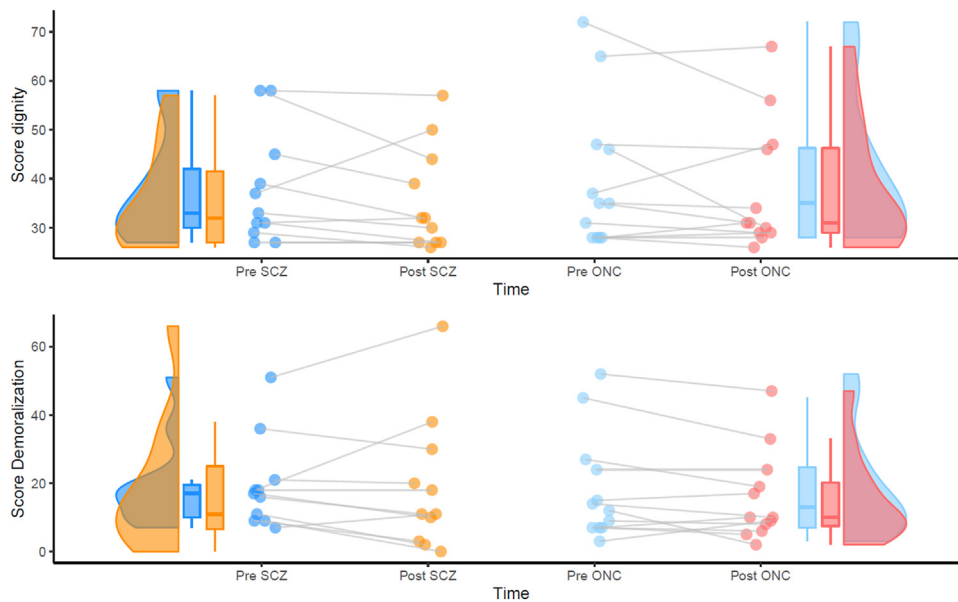 Score dignity
70
60
50
40
30
Pre SCZ Post SCZ Pre ONC Post ONC
Time
Score Demoralization
60
40
20
0
Pre SCZ Post SCZ Pre ONC Post ONC
Time